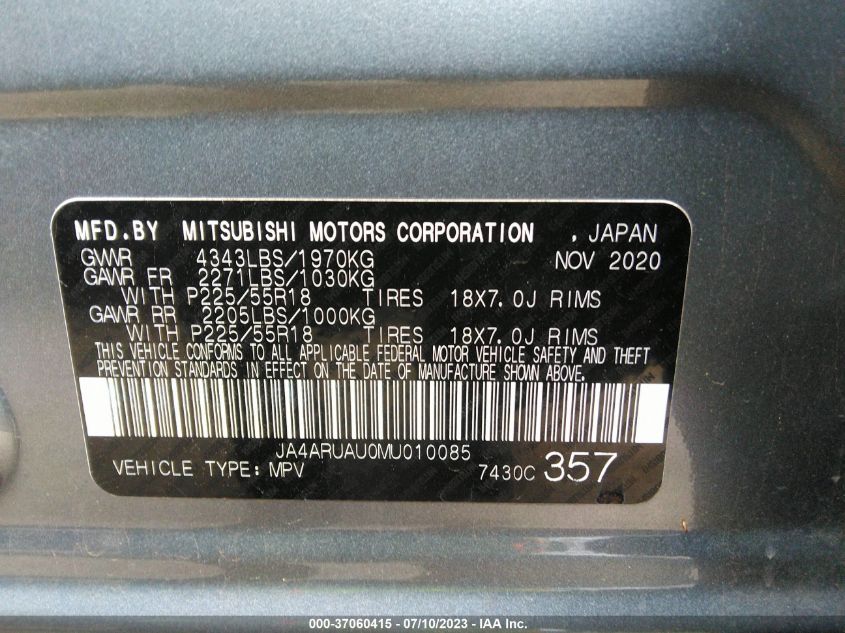 MFD.BY MITSUBISHI MOTORS CORPORATION , JAPAN
GVWR 4343LBS/1970KG NOV 2020
GAWR FR 2271LBS/1030KG
WITH P225/55R18 TIRES 18X7.0J RIMS
GAWR RR 2205LBS/1000KG
WITH P225/55R18 TIRES 18X7.0J RIMS
THIS VEHICLE CONFORMS TO ALL APPLICABLE FEDERAL MOTOR VEHICLE SAFETY AND THEFT
PREVENTION STANDARDS IN EFFECT ON THE DATE OF MANUFACTURE SHOWN ABOVE.
JA4ARUAU0MU010085
VEHICLE TYPE: MPV 7430C 357
000-37060415 - 07/10/2023 - IAA Inc.